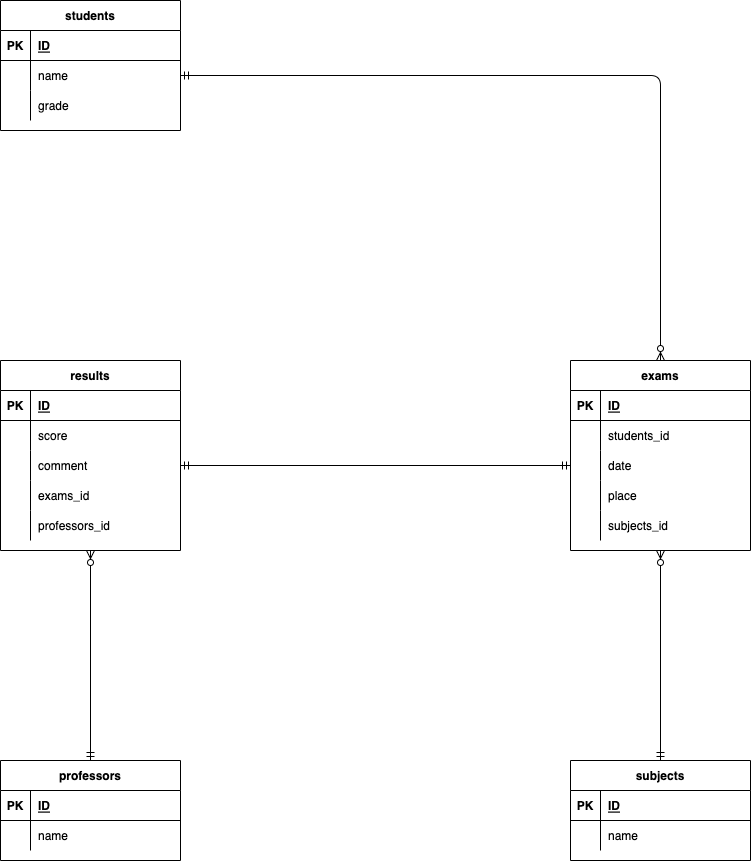 students
PK ID
name
grade
results
PK ID
score
comment
exams_id
professors_id
exams
PK ID
students_id
date
place
subjects_id
professors
PK ID
name
subjects
PK ID
name